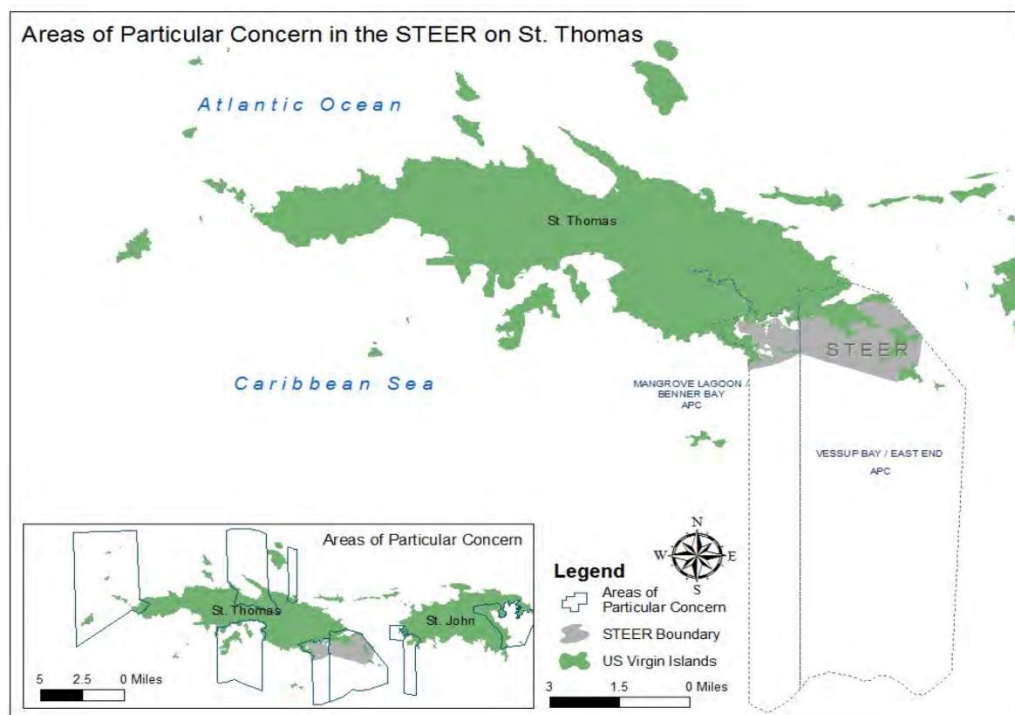 Areas of Particular Concern in the STEER on St. Thomas
Atlantic Ocean
St. Thomas
STEER
Caribbean Sea
MANGROVE LAGOON /
BENNER BAY
APC
VESSUP BAY / EAST END
APC
Areas of Particular Concern
St. Thomas
St. John
5 2.5 0 Miles
N
W E
S
Legend
Areas of
Particular Concern
STEER Boundary
US Virgin Islands
3 1.5 0 Miles